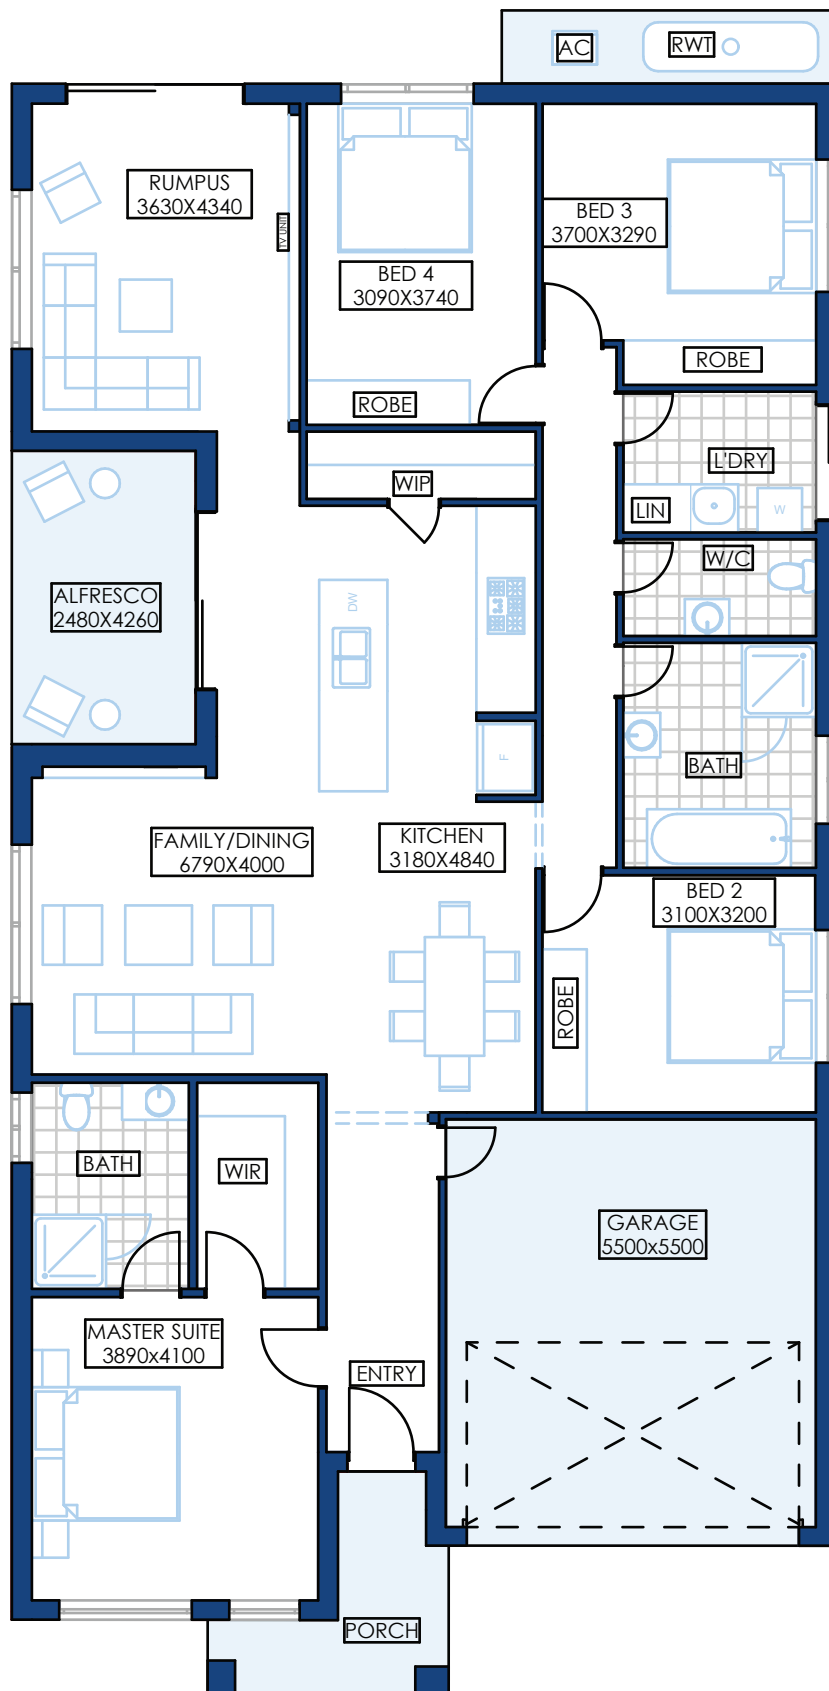 AC
RWT
RUMPUS
3630X4340
TV UNIT
BED 4
3090X3740
BED 3
3700X3290
ROBE
ROBE
WIP
L'DRY
LIN
W
W/C
ALFRESCO
2480X4260
DW
F
BATH
FAMILY/DINING
6790X4000
KITCHEN
3180X4840
BED 2
3100X3200
ROBE
BATH
WIR
GARAGE
5500x5500
MASTER SUITE
3890x4100
ENTRY
PORCH